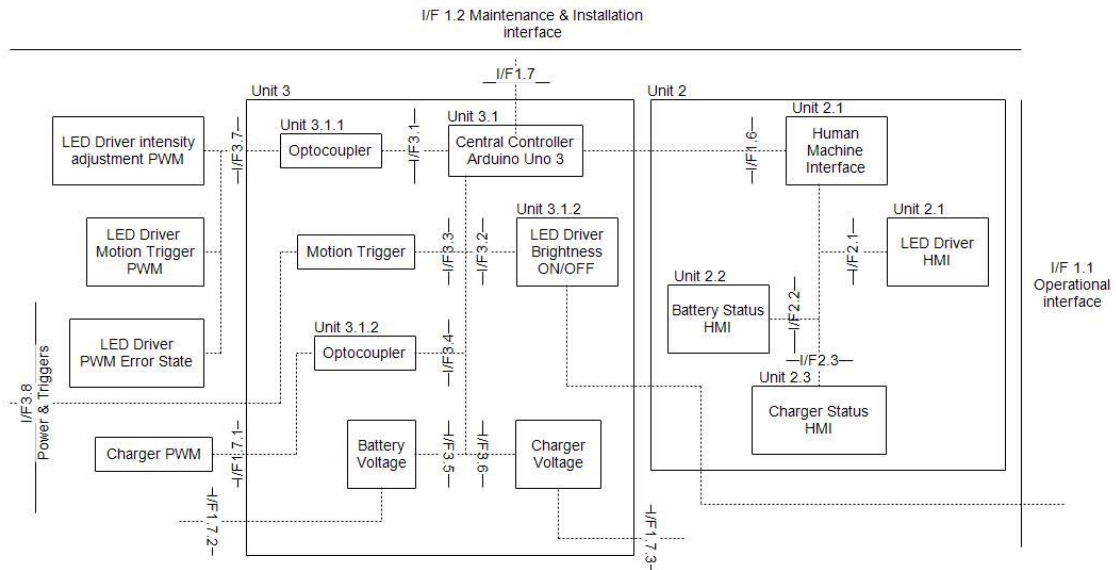 I/F 1.2 Maintenance & Installation
interface
I/F1.7
Unit 3
Unit 2
Unit 3.1
Unit 2.1
LED Driver intensity
adjustment PWM
I/F3.7
Unit 3.1.1
Optocoupler
I/F3.1
Central Controller
Arduino Uno 3
I/F1.6
Human
Machine
Interface
LED Driver
Motion Trigger
PWM
Motion Trigger
I/F3.3
I/F3.2
Unit 3.1.2
LED Driver
Brightness
ON/OFF
I/F2.1
Unit 2.1
LED Driver
HMI
I/F 1.1
Operational
interface
Unit 2.2
Battery Status
HMI
I/F2.2
LED Driver
PWM Error State
Unit 3.1.2
Optocoupler
I/F3.4
I/F2.3
Unit 2.3
Charger Status
HMI
I/F3.8
Power & Triggers
Charger PWM
I/F1.7.1
Battery
Voltage
I/F3.5
I/F3.6
Charger
Voltage
I/F1.7.2
I/F1.7.3